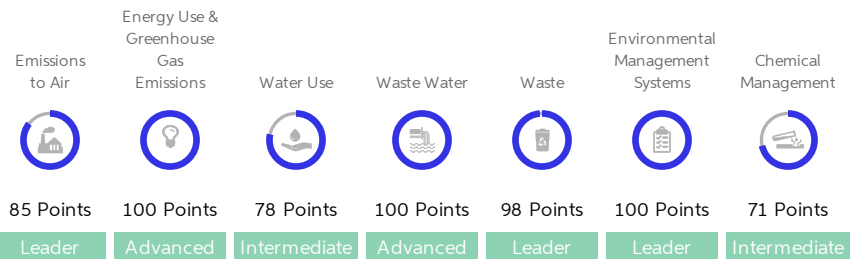 Emissions
to Air
Energy Use &
Greenhouse
Gas
Emissions
Water Use
Waste Water
Waste
Environmental
Management
Systems
Chemical
Management
85 Points
100 Points
78 Points
100 Points
98 Points
100 Points
71 Points
Leader
Advanced
Intermediate
Advanced
Leader
Leader
Intermediate